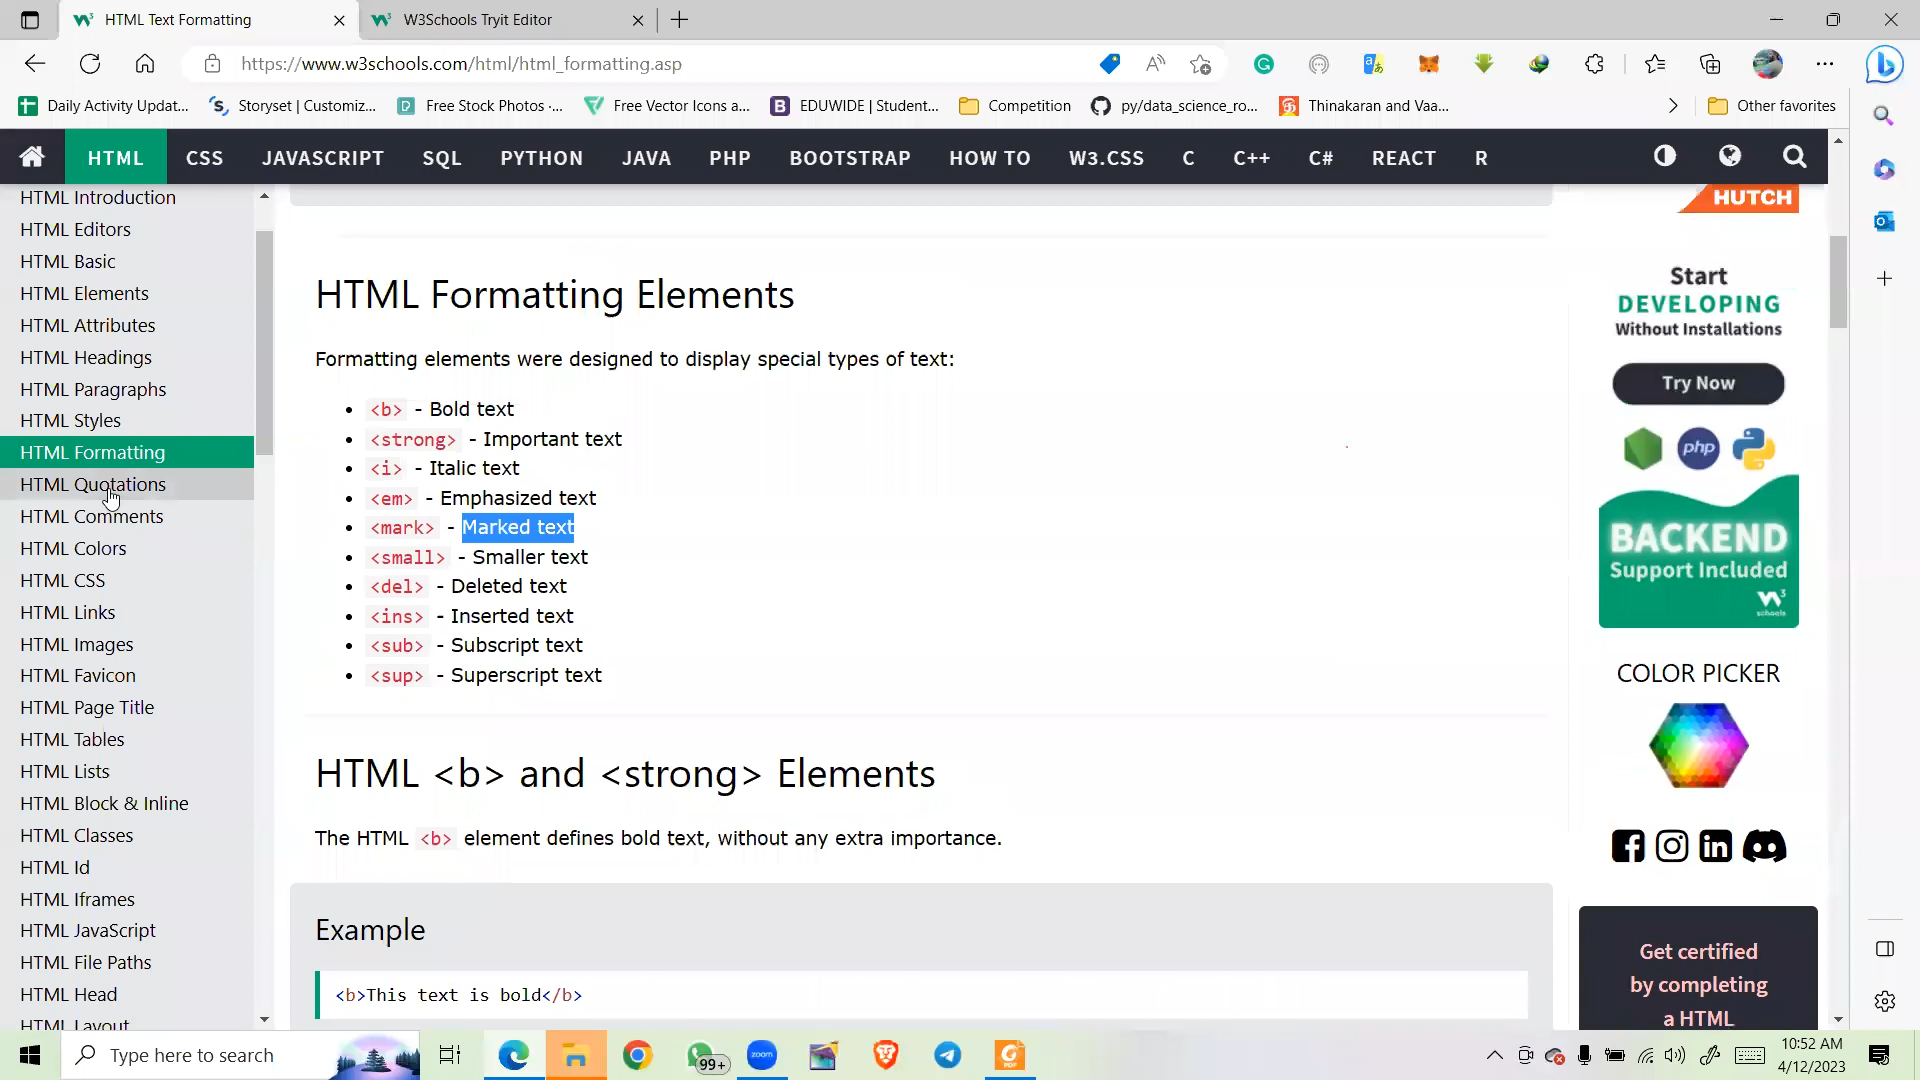 HTML Text Formatting
W3Schools Tryit Editor
https://www.w3schools.com/html/html_formatting.asp
Daily Activity Updat...
Storyset | Customiz...
Free Stock Photos ·...
Free Vector Icons a...
EDUWIDE | Student...
Competition
py/data_science_ro...
Thinakaran and Vaa...
Other favorites
HTML
CSS
JAVASCRIPT
SQL
PYTHON
JAVA
PHP
BOOTSTRAP
HOW TO
W3.CSS
C
C++
C#
REACT
R
HTML Introduction
HTML Editors
HTML Basic
HTML Elements
HTML Attributes
HTML Headings
HTML Paragraphs
HTML Styles
HTML Formatting
HTML Quotations
HTML Comments
HTML Colors
HTML CSS
HTML Links
HTML Images
HTML Favicon
HTML Page Title
HTML Tables
HTML Lists
HTML Block & Inline
HTML Classes
HTML Id
HTML Iframes
HTML JavaScript
HTML File Paths
HTML Head
HTML Layout
HTML Formatting Elements
Formatting elements were designed to display special types of text:
• <b> - Bold text
• <strong> - Important text
• <i> - Italic text
• <em> - Emphasized text
• <mark> - Marked text
• <small> - Smaller text
• <del> - Deleted text
• <ins> - Inserted text
• <sub> - Subscript text
• <sup> - Superscript text
HTML <b> and <strong> Elements
The HTML <b> element defines bold text, without any extra importance.
Example
<b>This text is bold</b>
HUTCH
Start
DEVELOPING
Without Installations
Try Now
php
BACKEND
Support Included
W3
schools
COLOR PICKER
Get certified
by completing
a HTML
Type here to search
99+
zoom
PDF
10:52 AM
4/12/2023